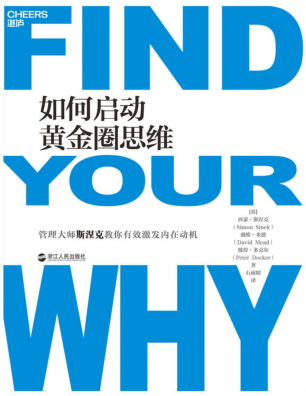 CHEERS
湛庐
FIND
如何启动
黄金圈思维
YOUR
管理大师斯涅克教你有效激发内在动机
[英]
西蒙·斯涅克
(Simon Sinek)
戴维·米德
(David Mead)
彼得·多克尔
(Peter Docker)
著
石雨晴
译
浙江人民出版社
WHY